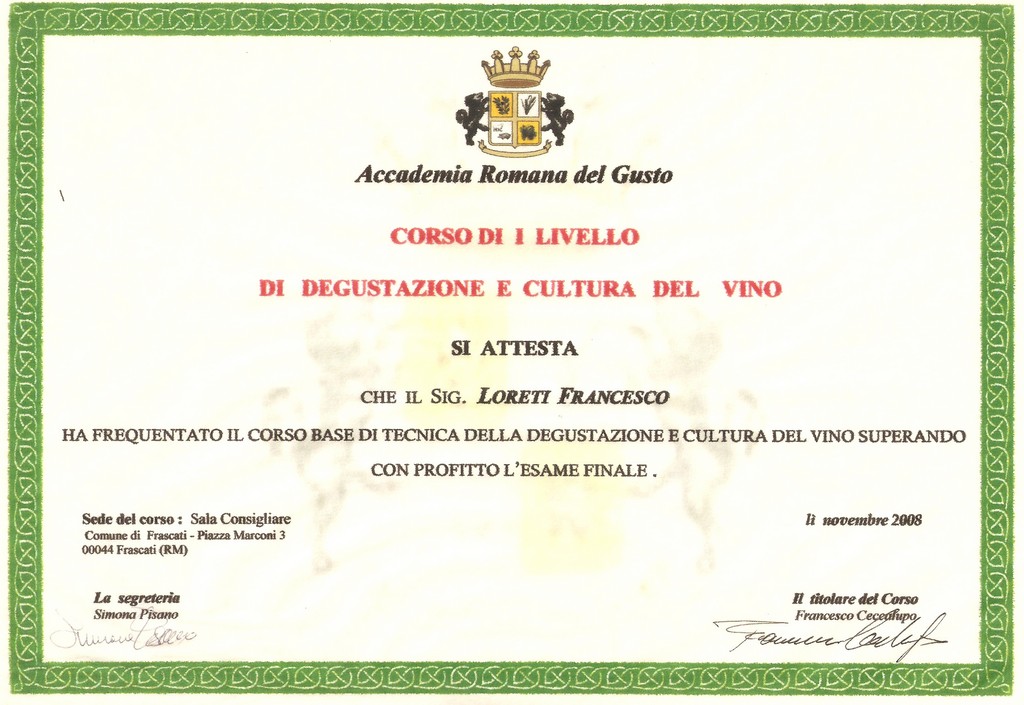 Accademia Romana del Gusto
CORSO DI I LIVELLO
DI DEGUSTAZIONE E CULTURA DEL VINO
SI ATTESTA
CHE IL SIG. LORETI FRANCESCO
HA FREQUENTATO IL CORSO BASE DI TECNICA DELLA DEGUSTAZIONE E CULTURA DEL VINO SUPERANDO
CON PROFITTO L'ESAME FINALE .
Sede del corso : Sala Consigliare
Comune di Frascati - Piazza Marconi 3
00044 Frascati (RM)
lì novembre 2008
La segreteria
Simona Pisano
Il titolare del Corso
Francesco Cecealupo